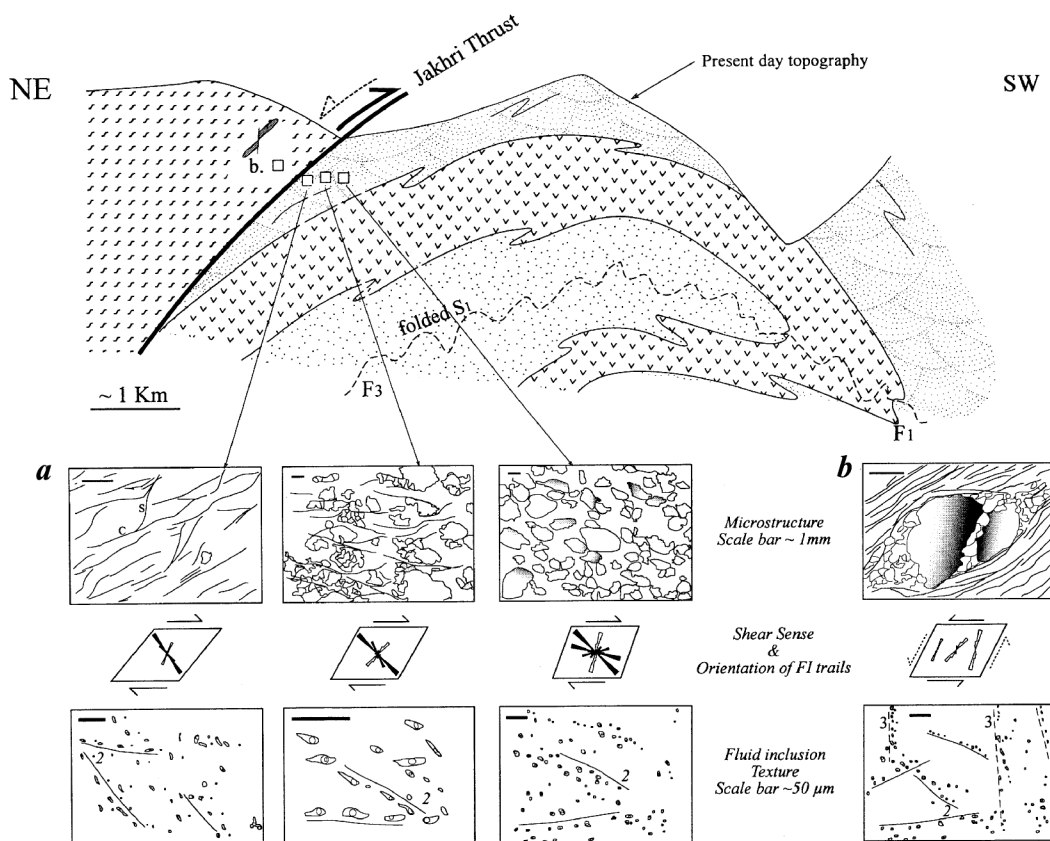 NE
Jakhri Thrust
Present day topography
SW
b.
folded S1
~ 1 Km
F3
F1
a
b
s
c
Microstructure
Scale bar ~ 1mm
Shear Sense
&
Orientation of FI trails
2
2
2
3
3
2
Fluid inclusion
Texture
Scale bar ~50 µm